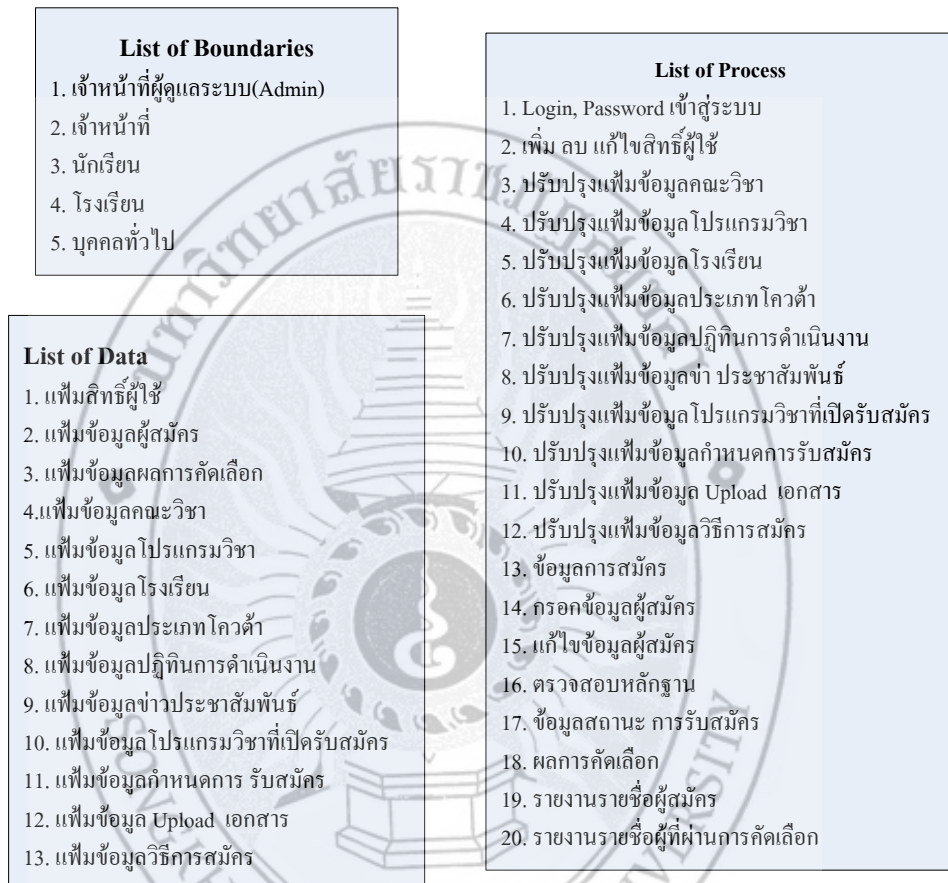 List of Boundaries
1. เจ้าหน้าที่ผู้ดูแลระบบ(Admin)
2. เจ้าหน้าที่
3. นักเรียน
4. โรงเรียน
5. บุคคลทั่วไป
List of Data
1. แฟ้มสิทธิ์ผู้ใช้
2. แฟ้มข้อมูลผู้สมัคร
3. แฟ้มข้อมูลผลการคัดเลือก
4.แฟ้มข้อมูลคณะวิชา
5. แฟ้มข้อมูลโปรแกรมวิชา
6. แฟ้มข้อมูลโรงเรียน
7. แฟ้มข้อมูลประเภทโควต้า
8. แฟ้มข้อมูลปฏิทินการดำเนินงาน
9. แฟ้มข้อมูลข่าวประชาสัมพันธ์
10. แฟ้มข้อมูลโปรแกรมวิชาที่เปิดรับสมัคร
11. แฟ้มข้อมูลกำหนดการ รับสมัคร
12. แฟ้มข้อมูล Upload เอกสาร
13. แฟ้มข้อมูลวิธีการสมัคร
List of Process
1. Login, Password เข้าสู่ระบบ
2. เพิ่ม ลบ แก้ไขสิทธิ์ผู้ใช้
3. ปรับปรุงแฟ้มข้อมูลคณะวิชา
4. ปรับปรุงแฟ้มข้อมูลโปรแกรมวิชา
5. ปรับปรุงแฟ้มข้อมูลโรงเรียน
6. ปรับปรุงแฟ้มข้อมูลประเภทโควต้า
7. ปรับปรุงแฟ้มข้อมูลปฏิทินการดำเนินงาน
8. ปรับปรุงแฟ้มข้อมูลข่า ประชาสัมพันธ์
9. ปรับปรุงแฟ้มข้อมูลโปรแกรมวิชาที่เปิดรับสมัคร
10. ปรับปรุงแฟ้มข้อมูลกำหนดการรับสมัคร
11. ปรับปรุงแฟ้มข้อมูล Upload เอกสาร
12. ปรับปรุงแฟ้มข้อมูลวิธีการสมัคร
13. ข้อมูลการสมัคร
14. กรอกข้อมูลผู้สมัคร
15. แก้ไขข้อมูลผู้สมัคร
16. ตรวจสอบหลักฐาน
17. ข้อมูลสถานะ การรับสมัคร
18. ผลการคัดเลือก
19. รายงานรายชื่อผู้สมัคร
20. รายงานรายชื่อผู้ที่ผ่านการคัดเลือก